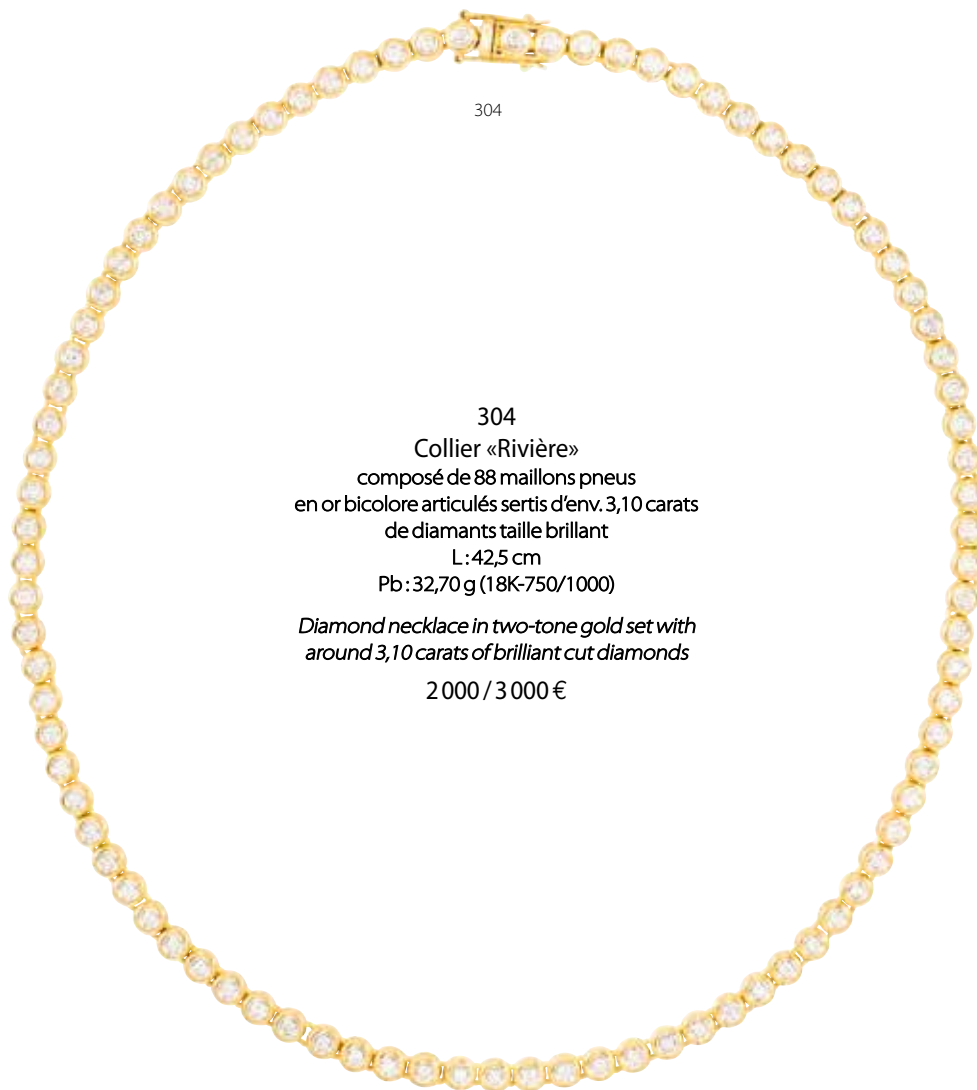 304
304
Collier «Rivière»
composé de 88 maillons pneus
en or bicolore articulés sertis d'env. 3,10 carats
de diamants taille brillant
L : 42,5 cm
Pb : 32,70 g (18K-750/1000)
Diamond necklace in two-tone gold set with
around 3,10 carats of brilliant cut diamonds
2 000 / 3 000 €